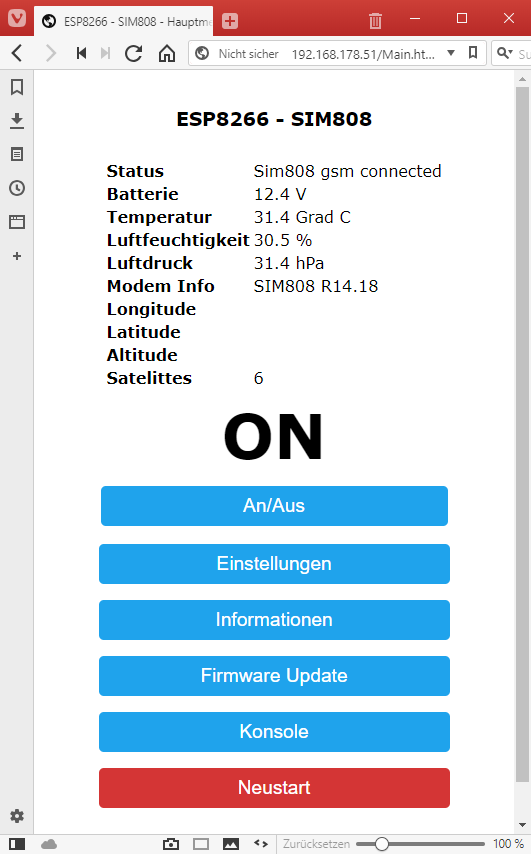 ESP8266 - SIM808 - Hauptme
Nicht sicher 192.168.178.51/Main.ht... Su
ESP8266 - SIM808
Status Sim808 gsm connected
Batterie 12.4 V
Temperatur 31.4 Grad C
Luftfeuchtigkeit 30.5 %
Luftdruck 31.4 hPa
Modem Info SIM808 R14.18
Longitude
Latitude
Altitude
Satelittes 6
ON
An/Aus
Einstellungen
Informationen
Firmware Update
Konsole
Neustart
Zurücksetzen 100 %